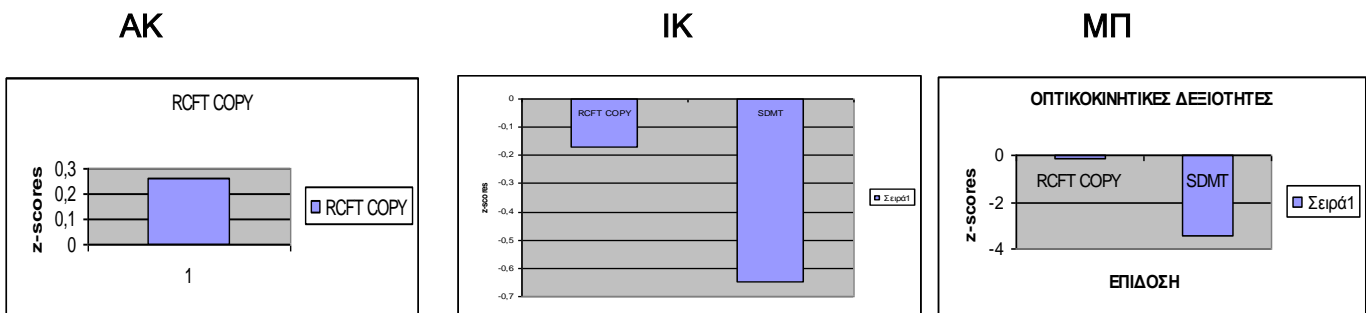 ΑΚ
ΙΚ
ΜΠ
RCFT COPY
z-scores
0,3
0,2
0,1
0
1
RCFT COPY
z-scores
0
-0,1
-0,2
-0,3
-0,4
-0,5
-0,6
-0,7
RCFT COPY
SDMT
Σειρά1
ΟΠΤΙΚΟΚΙΝΗΤΙΚΕΣ ΔΕΞΙΟΤΗΤΕΣ
z-scores
0
-2
-4
RCFT COPY
SDMT
Σειρά1
ΕΠΙΔΟΣΗ